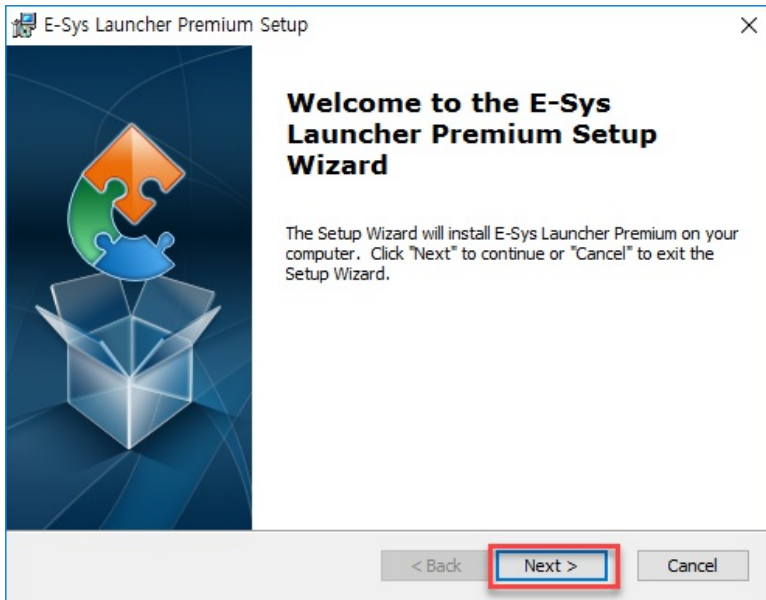 E-Sys Launcher Premium Setup
Welcome to the E-Sys
Launcher Premium Setup
Wizard
The Setup Wizard will install E-Sys Launcher Premium on your
computer. Click "Next" to continue or "Cancel" to exit the
Setup Wizard.
< Back
Next >
Cancel